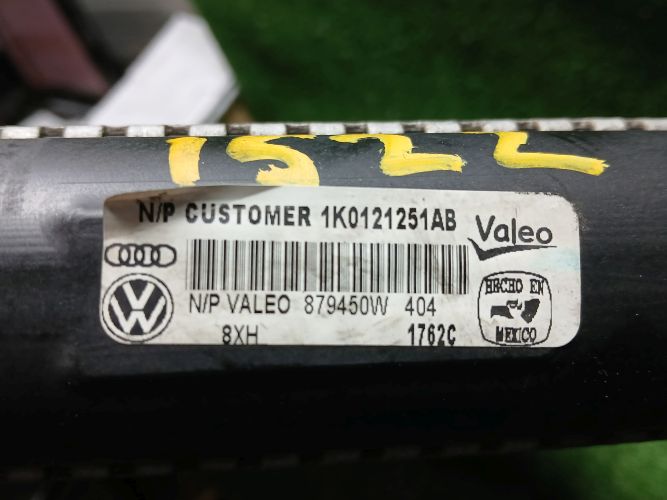 1522
N/P CUSTOMER 1K0121251AB
Valeo
N/P VALEO 879450W 404
8XH 1762C
HECHO EN
MEXICO